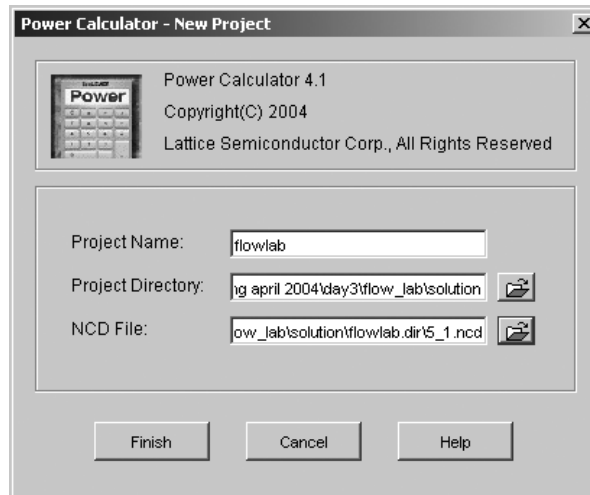 Power Calculator - New Project
Power
Power Calculator 4.1
Copyright(C) 2004
Lattice Semiconductor Corp., All Rights Reserved
Project Name: flowlab
Project Directory: ng april 2004\day3\flow_lab\solution
NCD File: ow_lab\solution\flowlab.dir\5_1.ncd
Finish Cancel Help